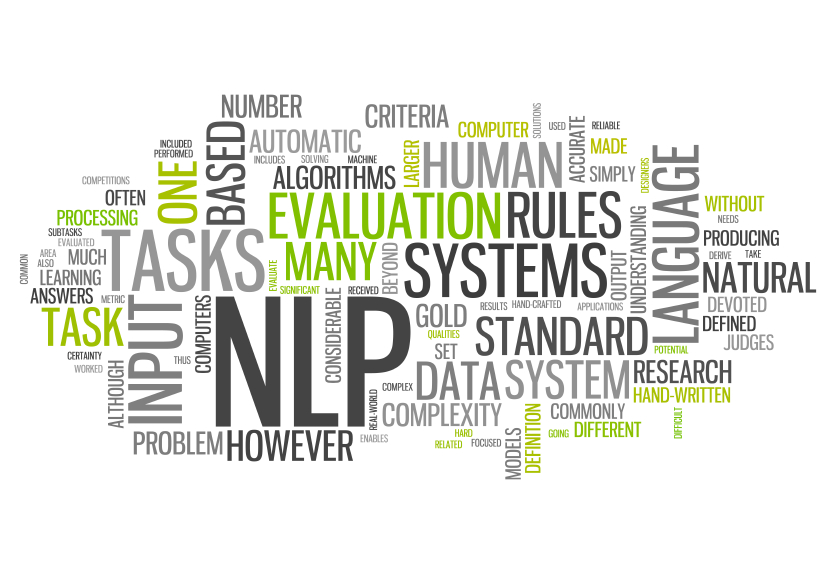 NUMBER
CRITERIA
SOLUTIONS
COMPUTER
USED
RELIABLE
ACCURATE
INCLUDED
PERFORMED
ONE
BASED
AUTOMATIC
INCLUDES
SOLVING
MACHINE
LARGER
HUMAN
MADE
SIMPLY
DESIGNERS
LANGUAGE
COMPETITIONS
OFTEN
PROCESSING
ALGORITHMS
EVALUATION
RULES
WITHOUT
NEEDS
SUBTASKS
EVALUATED
TASKS
MANY
BEYOND
SYSTEMS
OUTPUT
UNDERSTANDING
PRODUCING
DERIVE
TAKE
COMMON
AREA
ALSO
MUCH
LEARNING
EVALUATE
NATURAL
ANSWERS
METRIC
SIGNIFICANT
RECEIVED
RESULTS
HAND-CRAFTED
APPLICATIONS
DEVOTED
TASK
INPUT
COMPUTERS
NLP
CONSIDERABLE
GOLD
QUALITIES
STANDARD
DEFINED
JUDGES
CERTAINTY
WORKED
THUS
SET
POTENTIAL
ALTHOUGH
REAL-WORLD
COMPLEX
DATA
SYSTEM
RESEARCH
HAND-WRITTEN
COMPLEXITY
DEFINITION
COMMONLY
DIFFICULT
PROBLEM
HOWEVER
ENABLES
HARD
RELATED
FOCUSED
MODELS
GOING
DIFFERENT